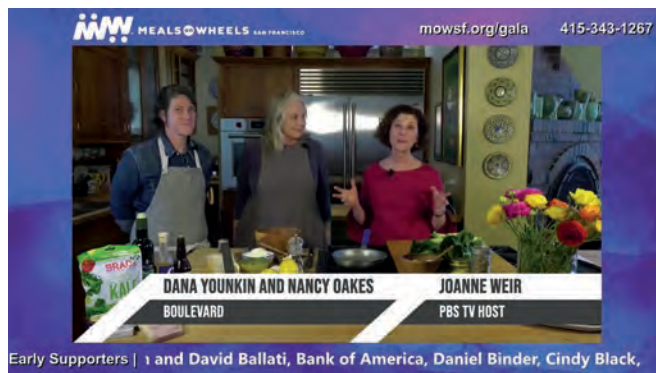 MEALS ON WHEELS SAN FRANCISCO
mowsf.org/gala 415-343-1267
KALE
DANA YOUNKIN AND NANCY OAKES
BOULEVARD
JOANNE WEIR
PBS TV HOST
Early Supporters | and David Ballati, Bank of America, Daniel Binder, Cindy Black,